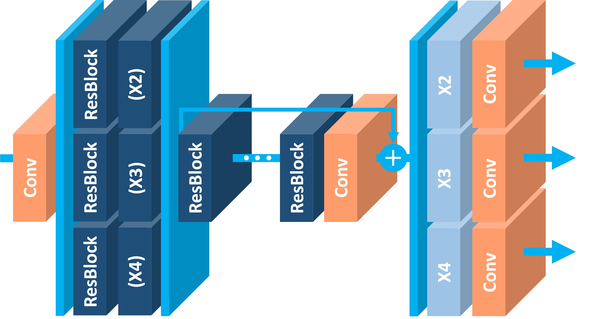 Conv
ResBlock
(X2)
ResBlock
(X3)
ResBlock
(X4)
ResBlock
ResBlock
Conv
X2
Conv
X3
Conv
X4
Conv